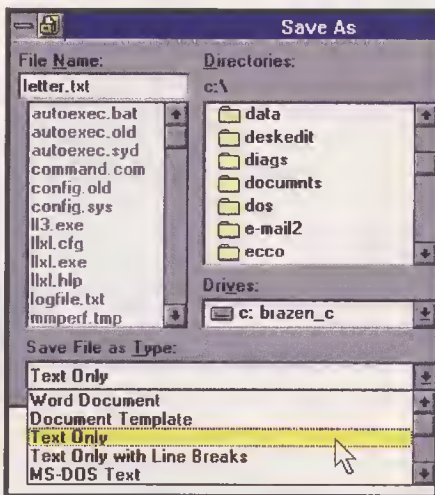 Save As
File Name:
letter.txt
autoexec.bat
autoexec.old
autoexec.syd
command.com
config.old
config.sys
ll3.exe
llxl.cfg
llxl.exe
llxl.hlp
logfile.txt
mmperf.tmp
Directories:
c:\
data
deskedit
diags
documnts
dos
e-mail2
ecco
Drives:
c: brazen_c
Save File as Type:
Text Only
Word Document
Document Template
Text Only
Text Only with Line Breaks
MS-DOS Text